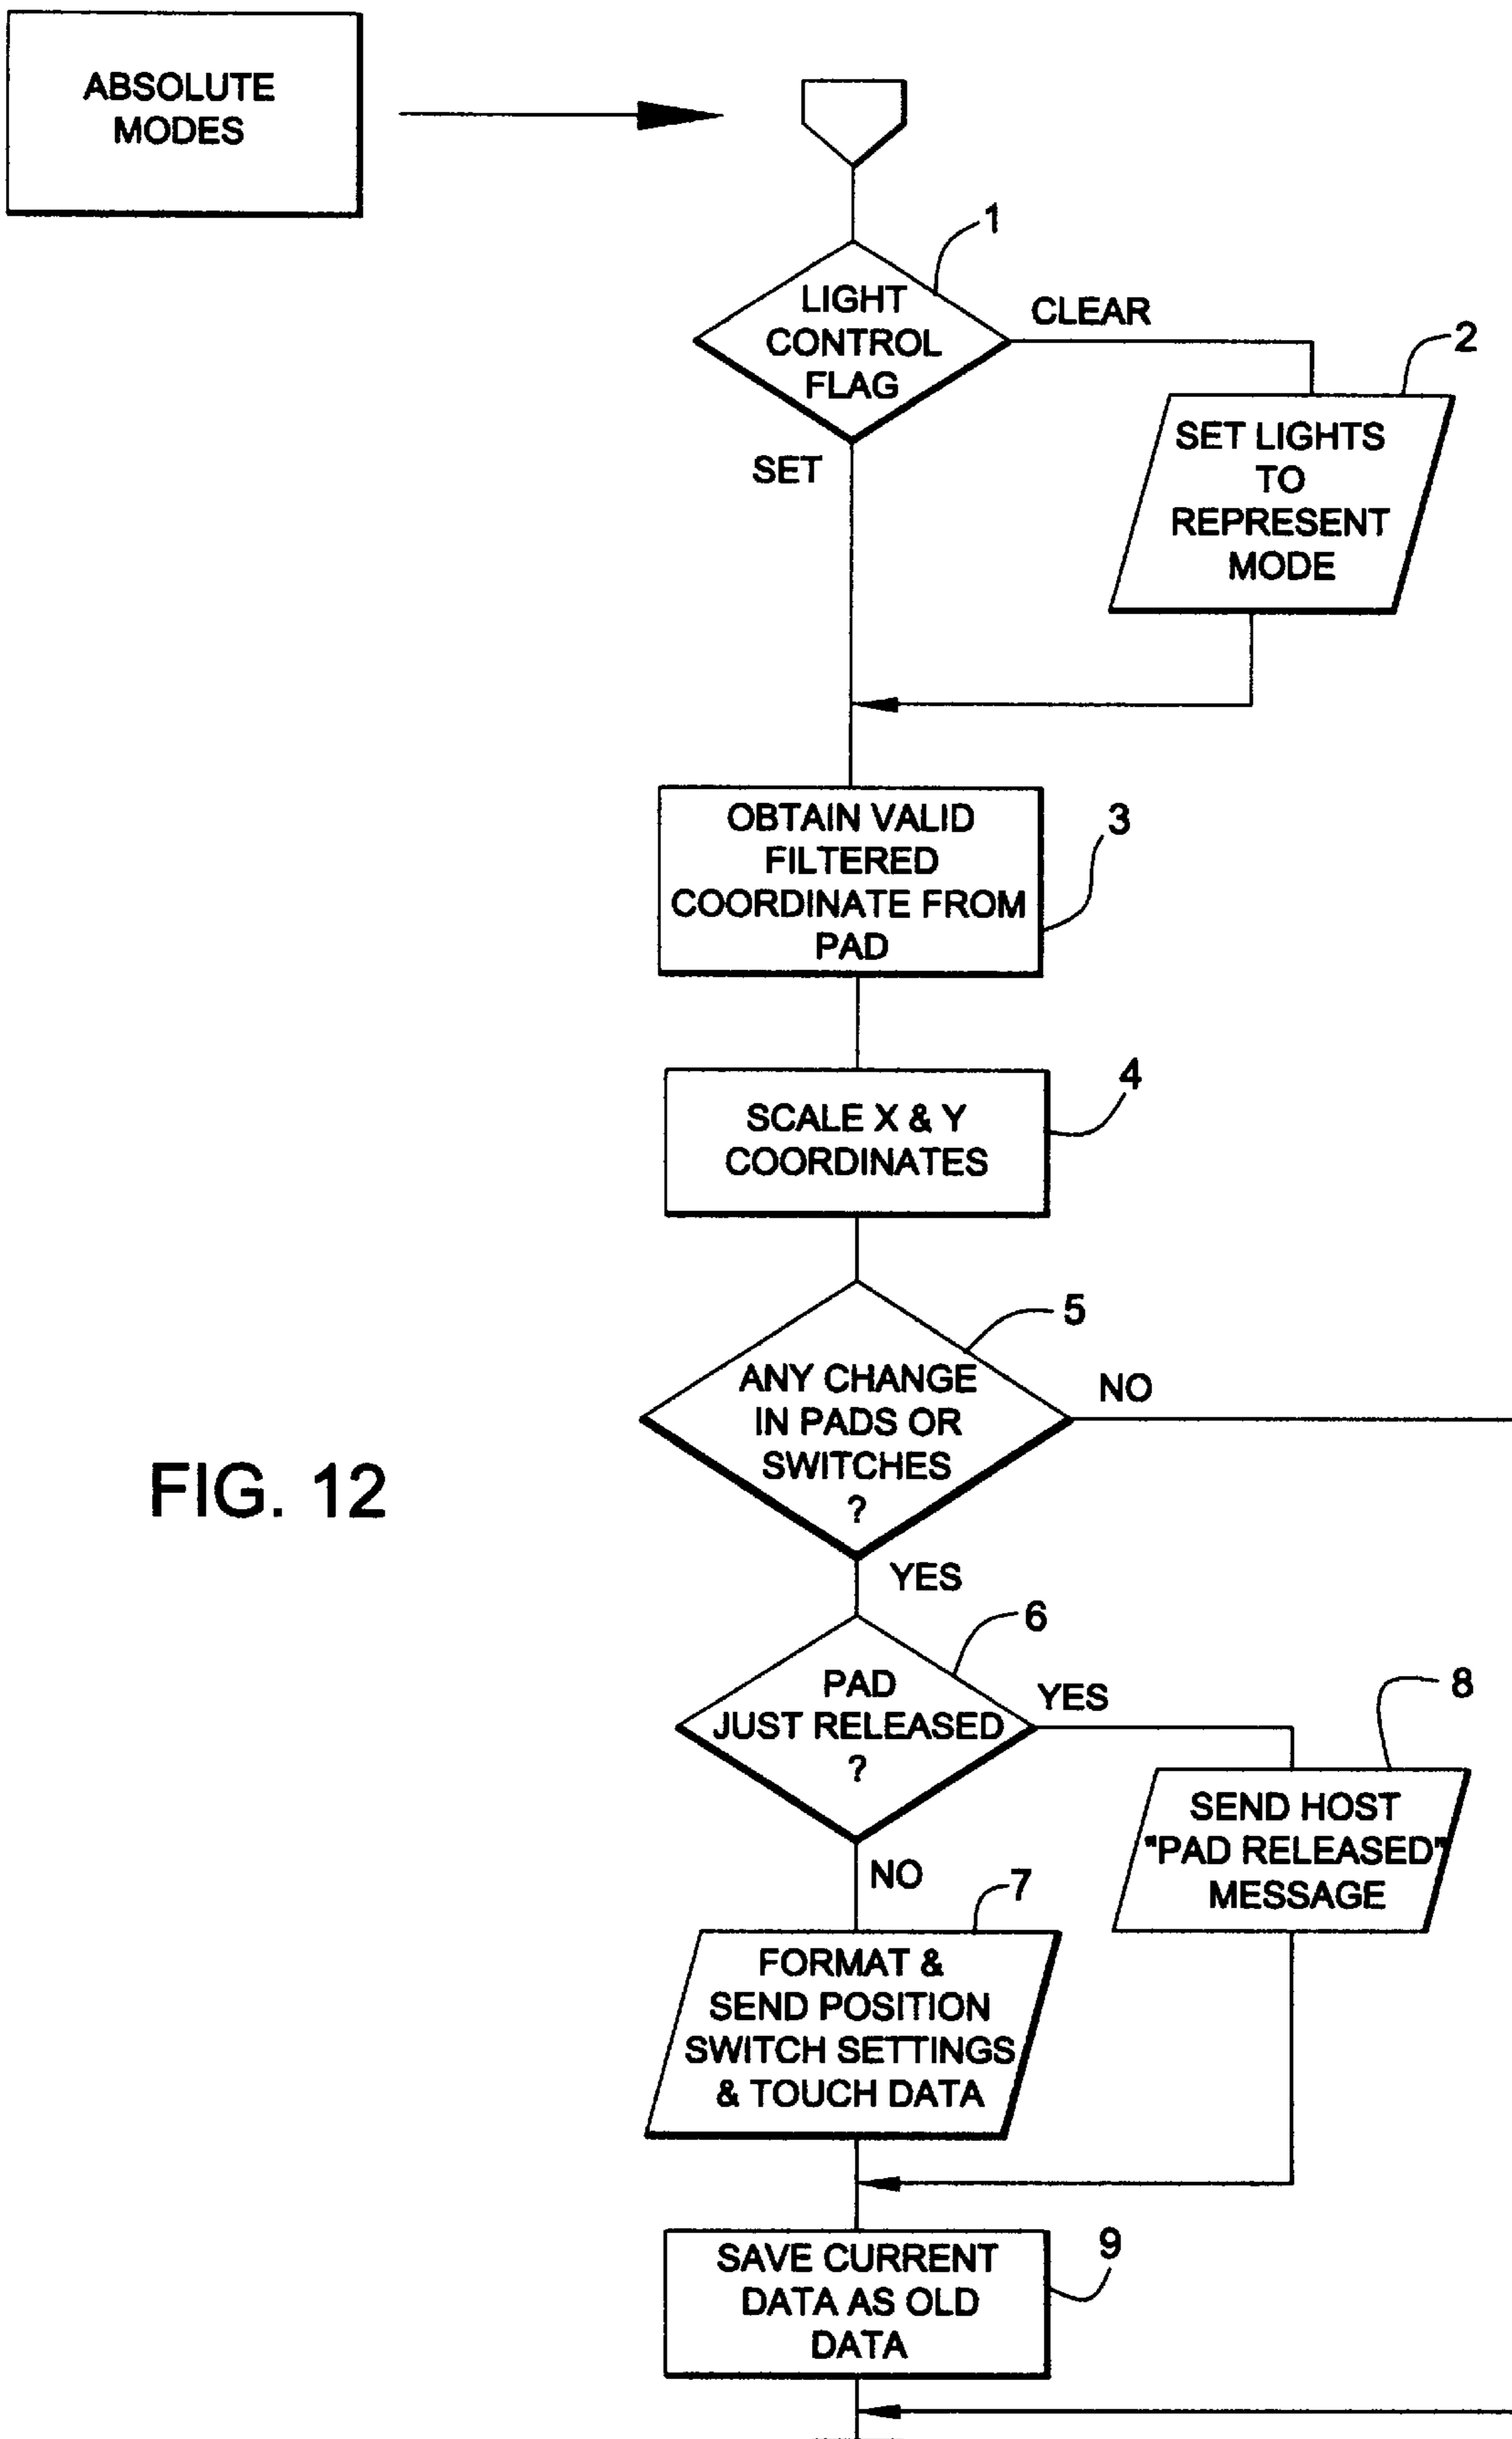 ABSOLUTE
MODES
1
LIGHT
CONTROL
FLAG
CLEAR
SET
2
SET LIGHTS
TO
REPRESENT
MODE
OBTAIN VALID
FILTERED
COORDINATE FROM
PAD
3
SCALE X & Y
COORDINATES
4
ANY CHANGE
IN PADS OR
SWITCHES
?
5
NO
YES
FIG. 12
PAD
JUST RELEASED
?
6
YES
NO
8
SEND HOST
"PAD RELEASED"
MESSAGE
7
FORMAT &
SEND POSITION
SWITCH SETTINGS
& TOUCH DATA
SAVE CURRENT
DATA AS OLD
DATA
9